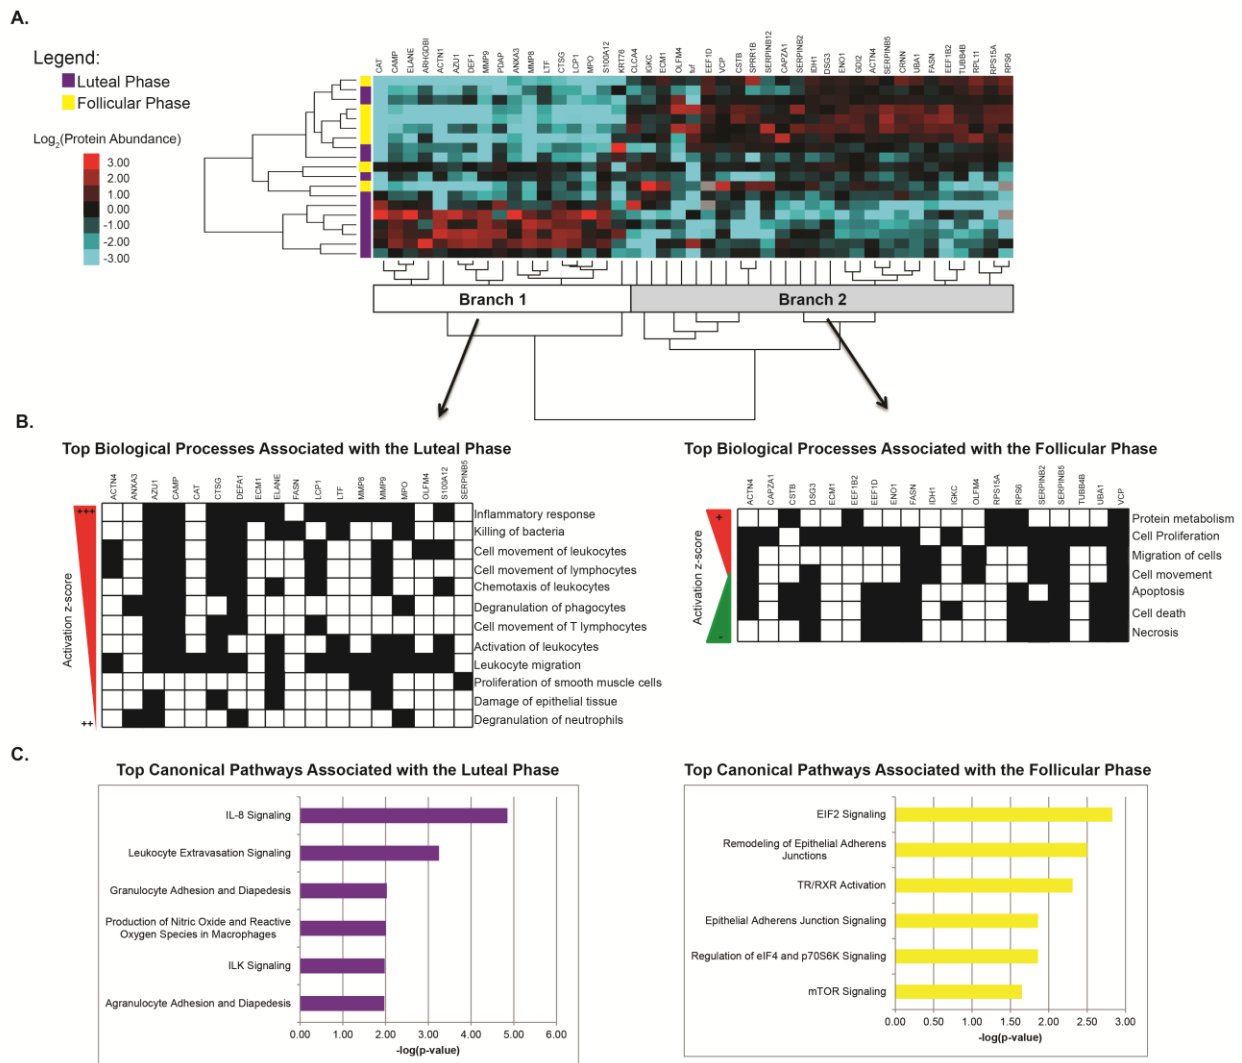 A.
Legend:
Luteal Phase
Follicular Phase
Log2(Protein Abundance)
3.00
2.00
1.00
0.00
-1.00
-2.00
-3.00
CAT
CAMP
ELANE
ARHGDBI
ACTN1
AZU1
DEF1
MMP9
PDAP
ANXA3
MMP8
LTF
CTSG
LCP1
MPO
S100A12
KRT76
CLCA4
IGKC
ECM1
OLFM4
tuf
EEF1D
VCP
CSTB
SPRR1B
SERPINB12
CAPZA1
SERPINB2
IDH1
DSG3
ENO1
GDI2
ACTN4
SERPINB5
CRNN
UBA1
FASN
EEF1B2
TUBB4B
RPL11
RPS15A
RPS6
Branch 1
Branch 2
B.
Top Biological Processes Associated with the Luteal Phase
ACTN4
ANXA3
AZU1
CAMP
CAT
CTSG
DEFA1
ECM1
ELANE
FASN
LCP1
LTF
MMP8
MMP9
MPO
OLFM4
S100A12
SERPINB5
Activation z-score
+++
++
Inflammatory response
Killing of bacteria
Cell movement of leukocytes
Cell movement of lymphocytes
Chemotaxis of leukocytes
Degranulation of phagocytes
Cell movement of T lymphocytes
Activation of leukocytes
Leukocyte migration
Proliferation of smooth muscle cells
Damage of epithelial tissue
Degranulation of neutrophils
Top Biological Processes Associated with the Follicular Phase
ACTN4
CAPZA1
CSTB
DSG3
ECM1
EEF1B2
EEF1D
ENO1
FASN
IDH1
IGKC
OLFM4
RPS15A
RPS6
SERPINB2
SERPINB5
TUBB4B
UBA1
VCP
Activation z-score
+
-
Protein metabolism
Cell Proliferation
Migration of cells
Cell movement
Apoptosis
Cell death
Necrosis
C.
Top Canonical Pathways Associated with the Luteal Phase
IL-8 Signaling
Leukocyte Extravasation Signaling
Granulocyte Adhesion and Diapedesis
Production of Nitric Oxide and Reactive
Oxygen Species in Macrophages
ILK Signaling
Agranulocyte Adhesion and Diapedesis
0.00 1.00 2.00 3.00 4.00 5.00 6.00
-log(p-value)
Top Canonical Pathways Associated with the Follicular Phase
EIF2 Signaling
Remodeling of Epithelial Adherens
Junctions
TR/RXR Activation
Epithelial Adherens Junction Signaling
Regulation of eIF4 and p70S6K Signaling
mTOR Signaling
0.00 0.50 1.00 1.50 2.00 2.50 3.00
-log(p-value)